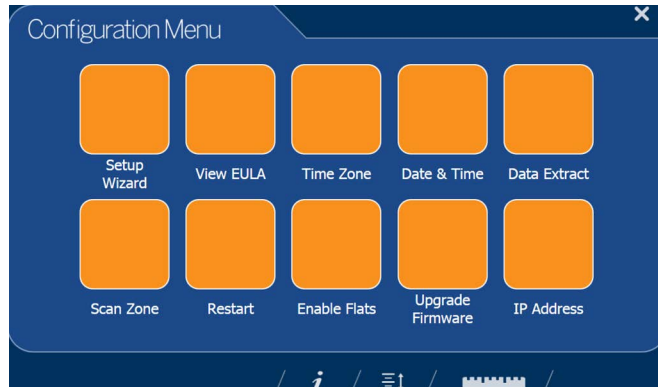 Configuration Menu
Setup
Wizard
View EULA
Time Zone
Date & Time
Data Extract
Scan Zone
Restart
Enable Flats
Upgrade
Firmware
IP Address